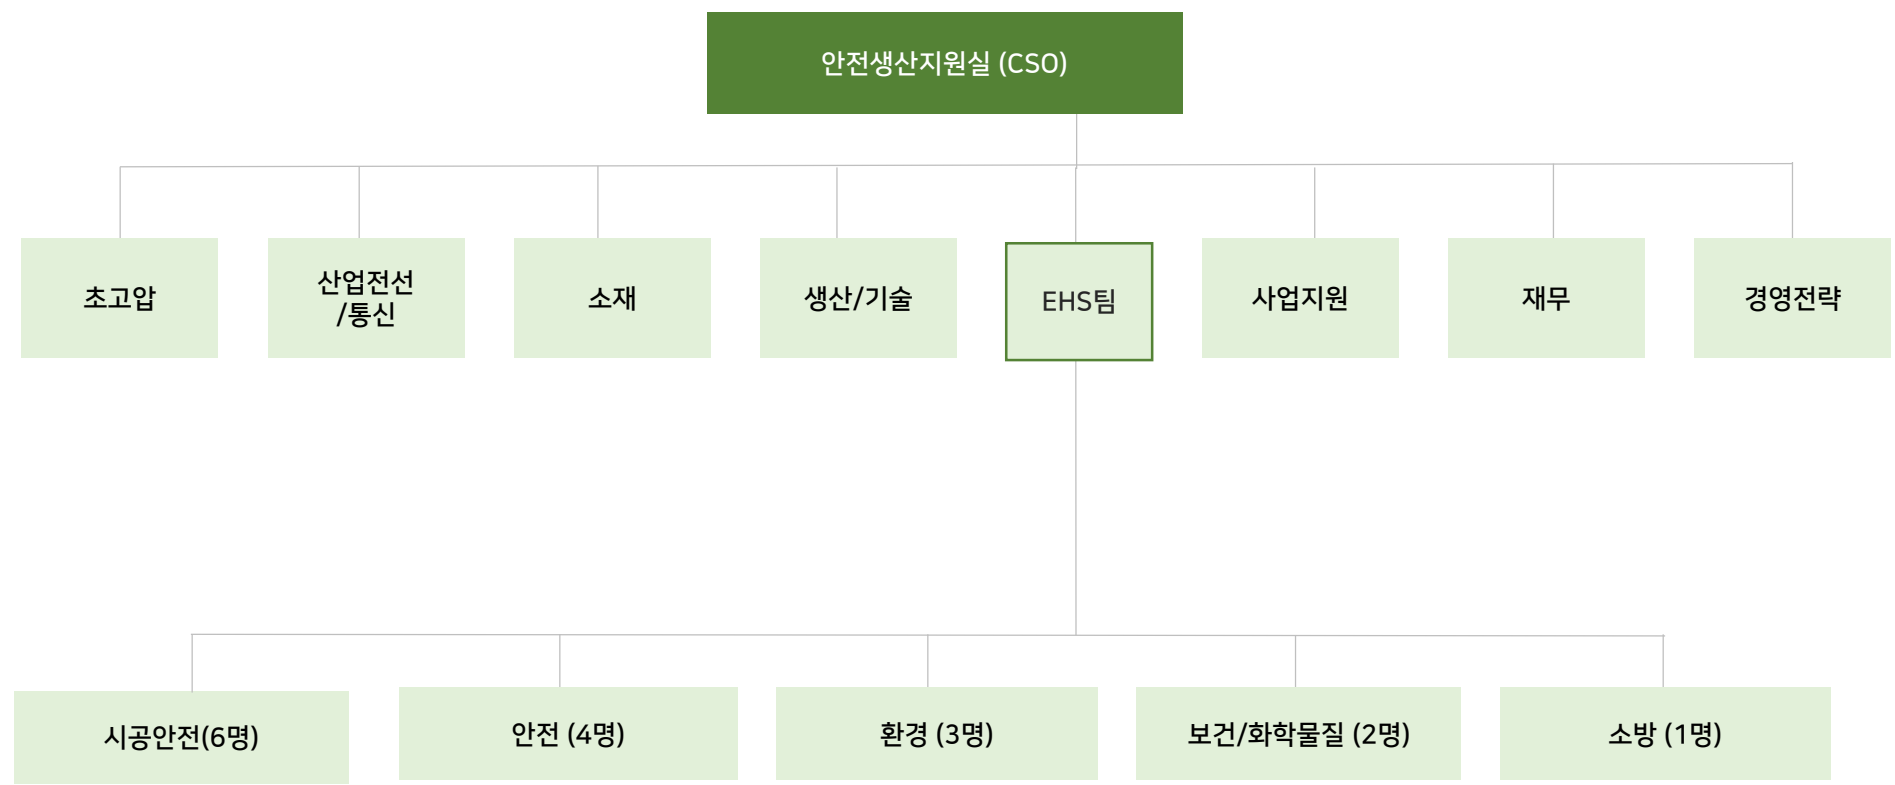 안전생산지원실 (CSO)
초고압
산업전선
/통신
소재
생산/기술
EHS팀
사업지원
재무
경영전략
시공안전(6명)
안전 (4명)
환경 (3명)
보건/화학물질 (2명)
소방 (1명)